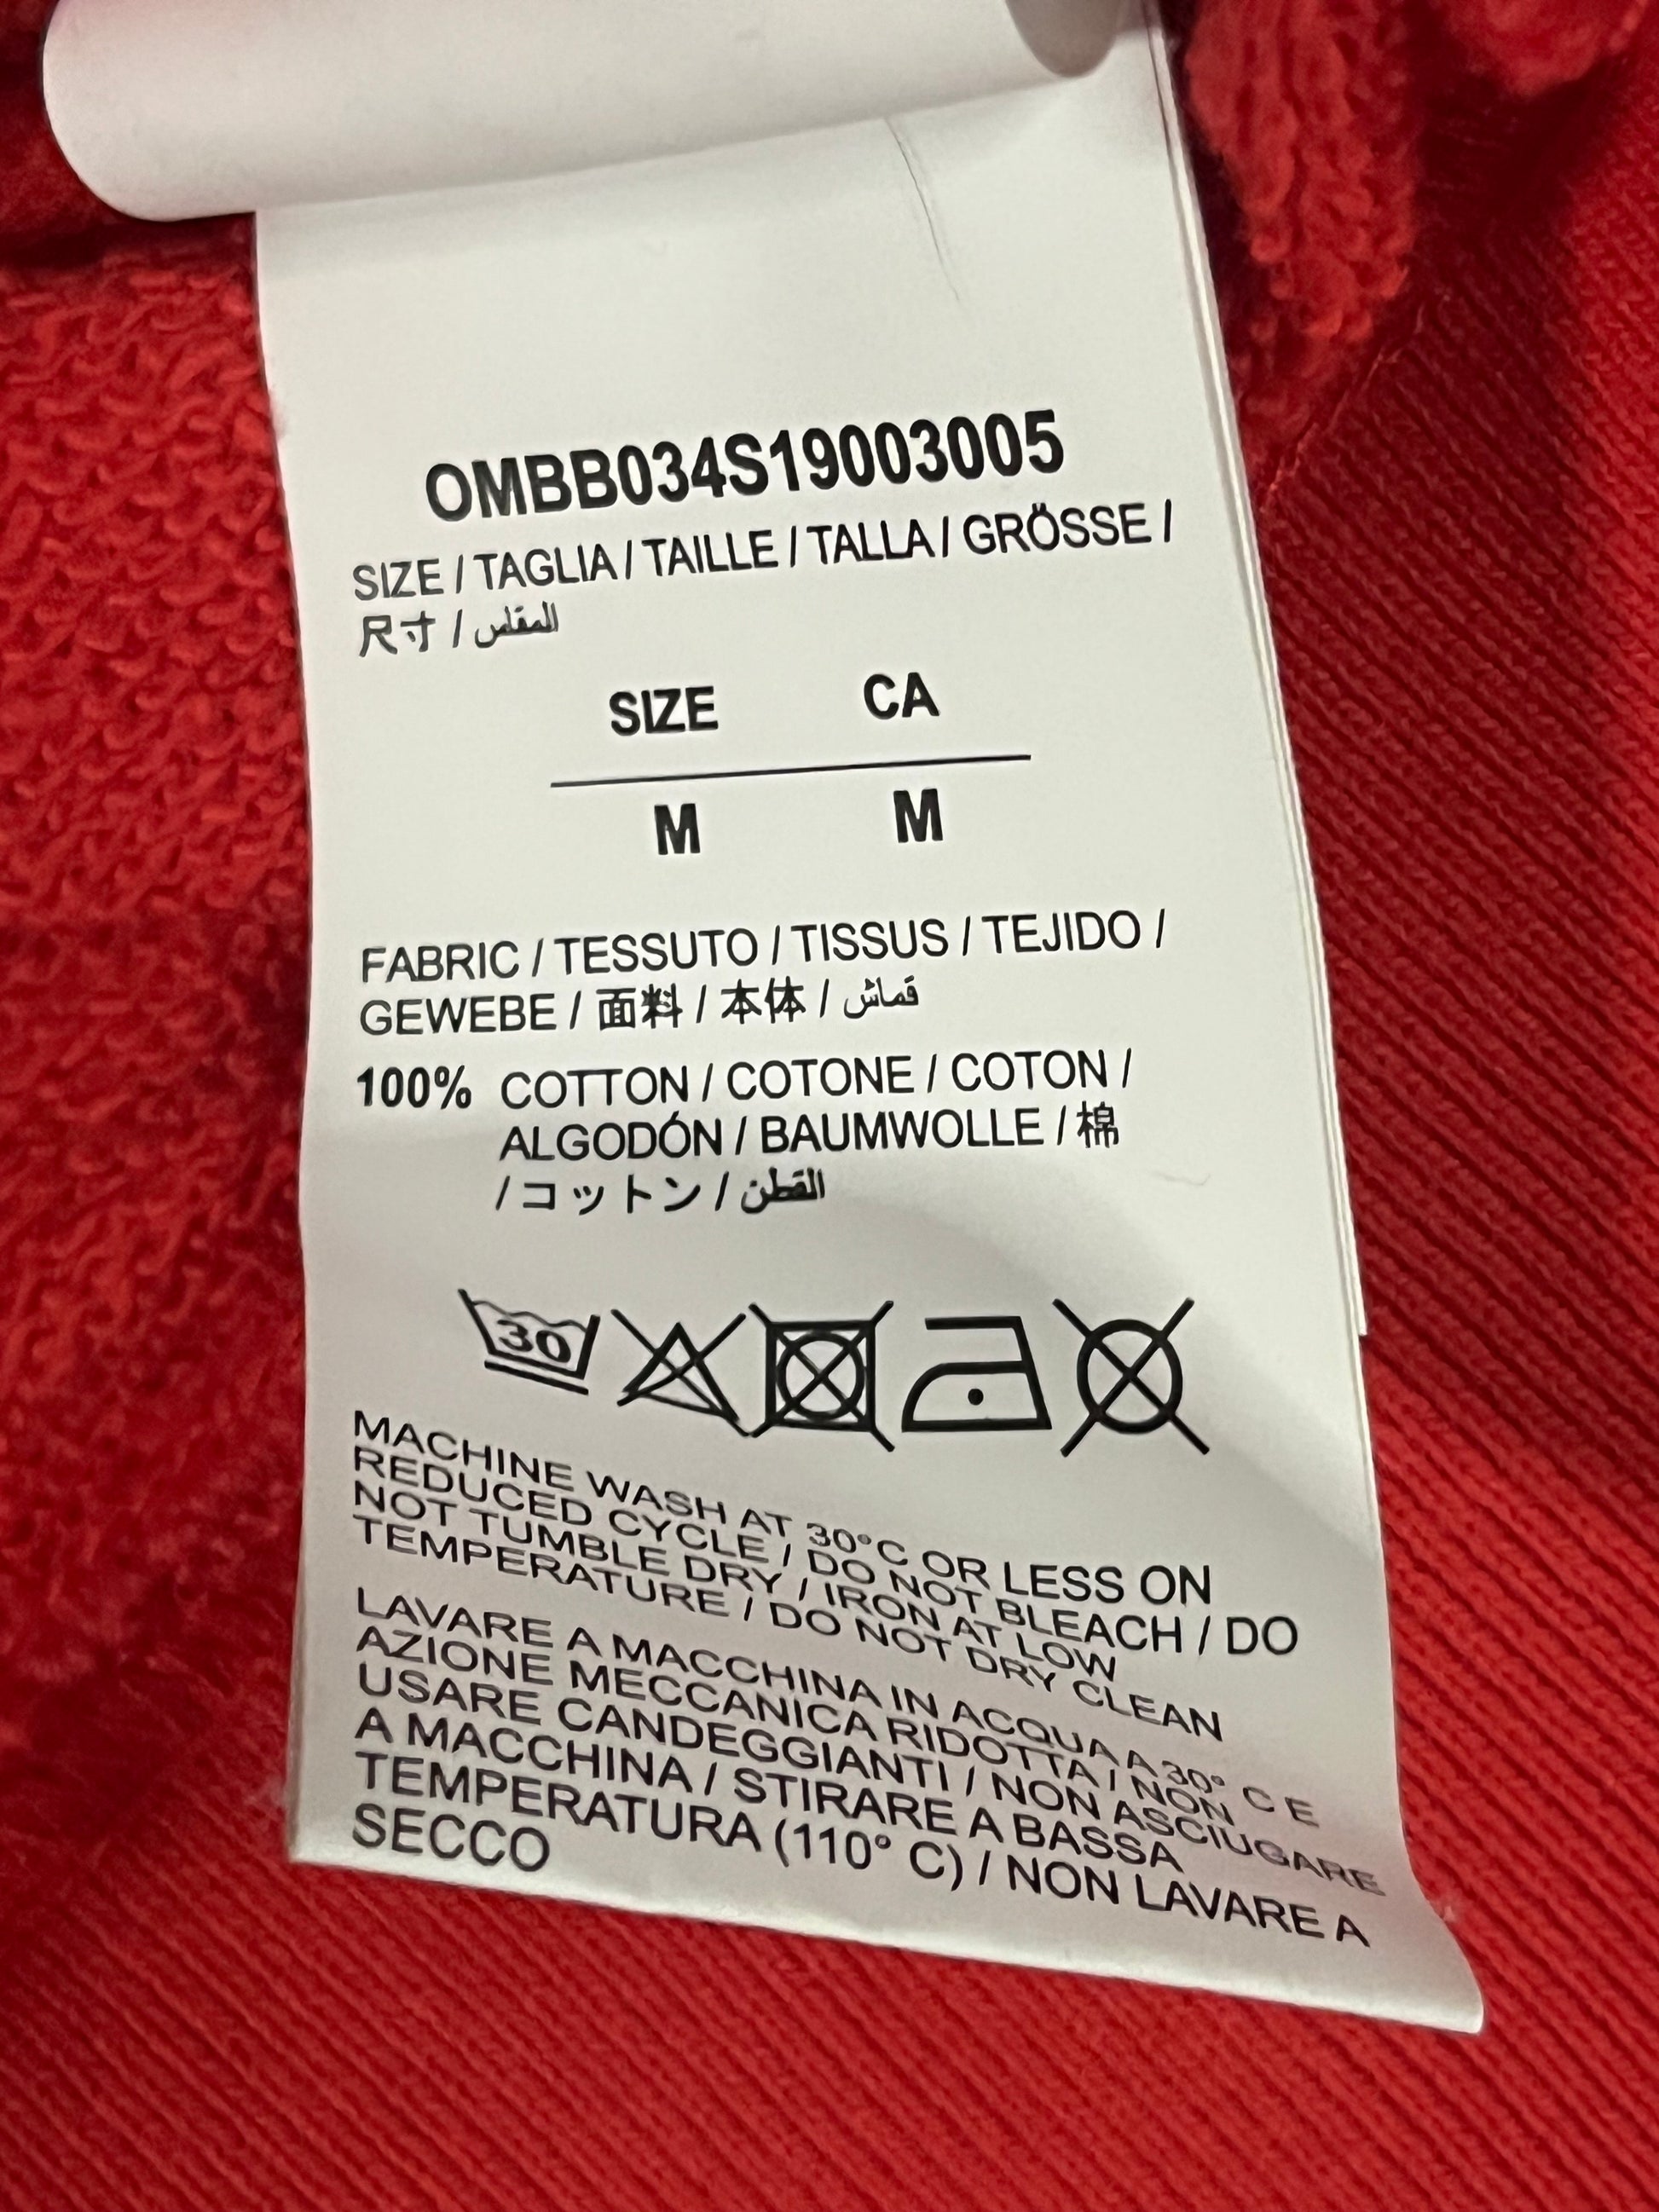 OMBB034S19003005
SIZE / TAGLIA / TAILLE / TALLA / GRÖSSE /
尺寸 / المقاس
SIZE CA
M M
FABRIC / TESSUTO / TISSUS / TEJIDO /
GEWEBE / 面料 / 本体 / قماش
100% COTTON / COTONE / COTON /
ALGODÓN / BAUMWOLLE / 棉
/ コットン / القطن
30
MACHINE WASH AT 30°C OR LESS ON
REDUCED CYCLE / DO NOT BLEACH / DO
NOT TUMBLE DRY / IRON AT LOW
TEMPERATURE / DO NOT DRY CLEAN
LAVARE A MACCHINA IN ACQUA A 30° C E
AZIONE MECCANICA RIDOTTA / NON
USARE CANDEGGIANTI / NON ASCIUGARE
A MACCHINA / STIRARE A BASSA
TEMPERATURA (110° C) / NON LAVARE A
SECCO